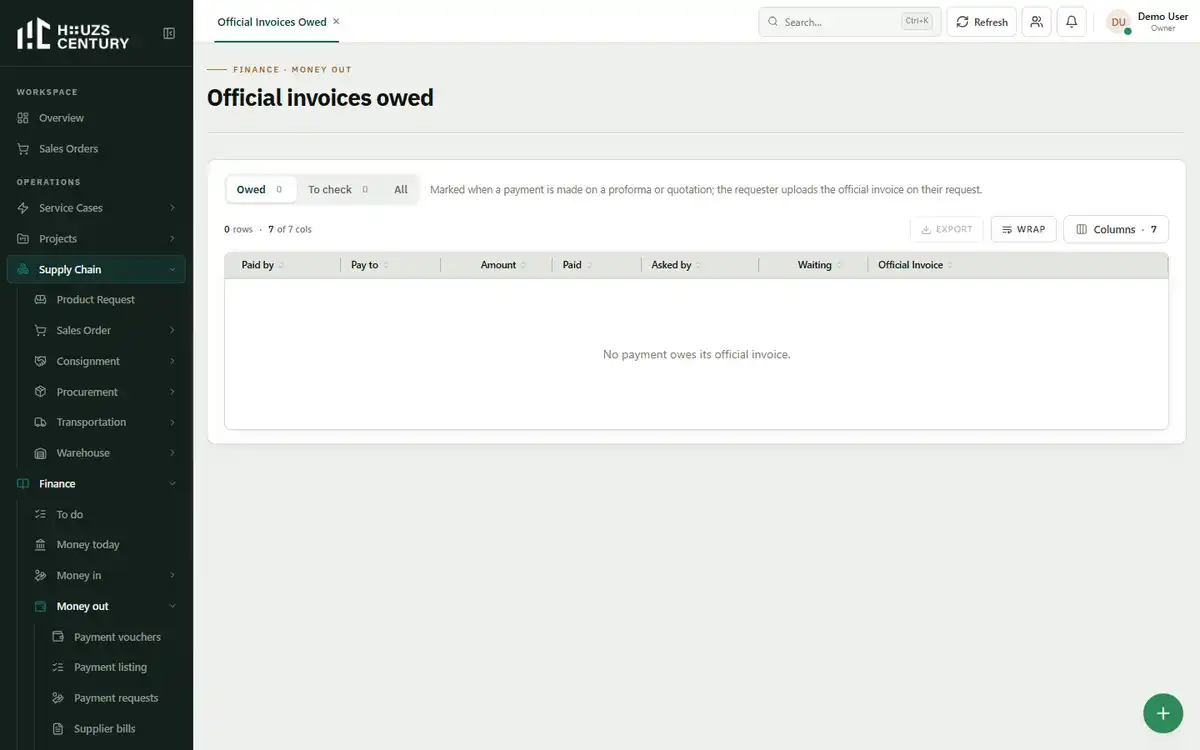 H::UZS
CENTURY
WORKSPACE
Overview
Sales Orders
OPERATIONS
Service Cases
Projects
Supply Chain
Product Request
Sales Order
Consignment
Procurement
Transportation
Warehouse
Finance
To do
Money today
Money in
Money out
Payment vouchers
Payment listing
Payment requests
Supplier bills
Official Invoices Owed ×
Search... Ctrl+K
Refresh
DU
Demo User
Owner
FINANCE · MONEY OUT
Official invoices owed
Owed 0 To check 0 All Marked when a payment is made on a proforma or quotation; the requester uploads the official invoice on their request.
0 rows · 7 of 7 cols
EXPORT WRAP Columns · 7
Paid by Pay to Amount Paid Asked by Waiting Official Invoice
No payment owes its official invoice.
+